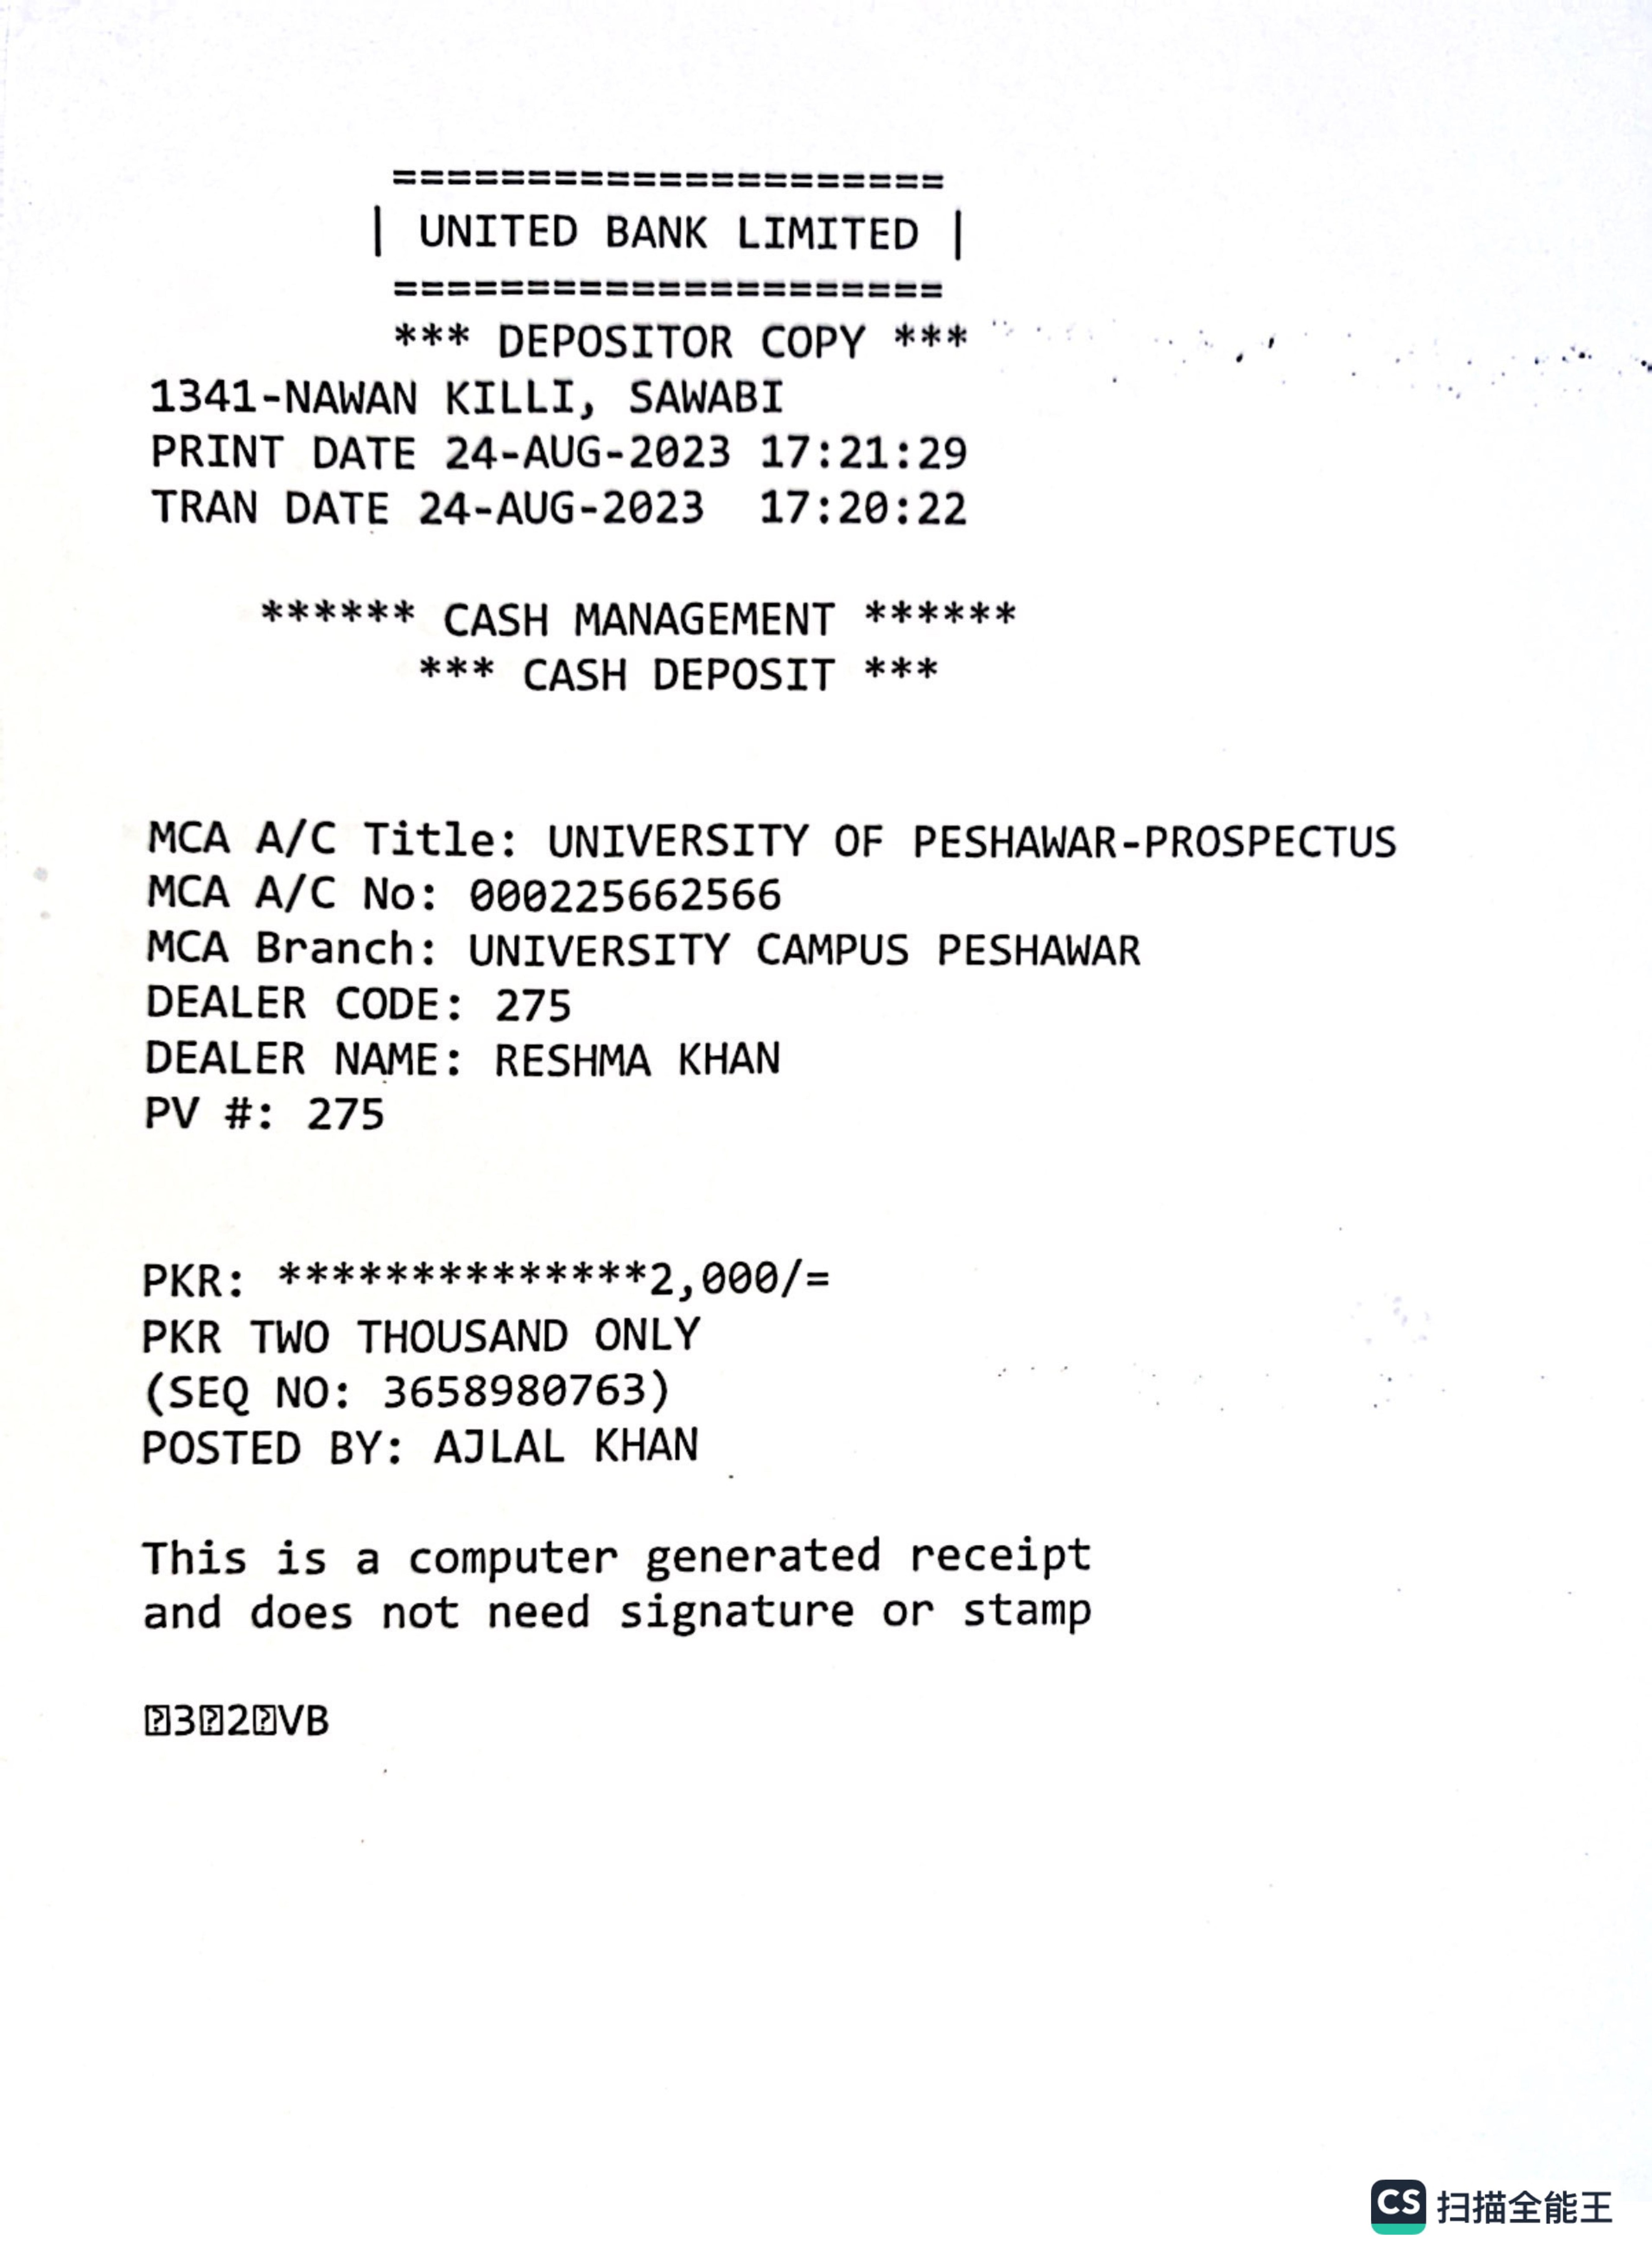 ======================
| UNITED BANK LIMITED |
======================
*** DEPOSITOR COPY ***
1341-NAWAN KILLI, SAWABI
PRINT DATE 24-AUG-2023 17:21:29
TRAN DATE 24-AUG-2023  17:20:22
****** CASH MANAGEMENT ******
*** CASH DEPOSIT ***
MCA A/C Title: UNIVERSITY OF PESHAWAR-PROSPECTUS
MCA A/C No: 000225662566
MCA Branch: UNIVERSITY CAMPUS PESHAWAR
DEALER CODE: 275
DEALER NAME: RESHMA KHAN
PV #: 275
PKR: **************2,000/=
PKR TWO THOUSAND ONLY
(SEQ NO: 3658980763)
POSTED BY: AJLAL KHAN
This is a computer generated receipt
and does not need signature or stamp
⍰3⍰2⍰VB
CS 扫描全能王